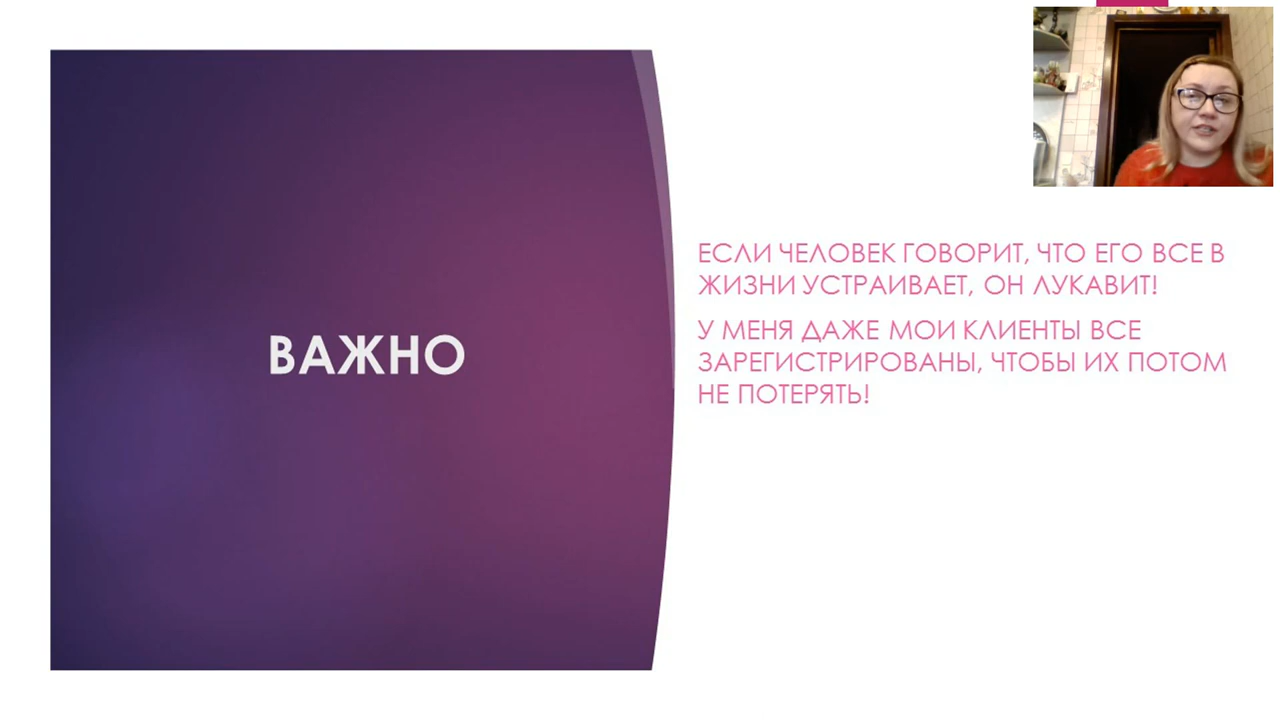 ВАЖНО
ЕСЛИ ЧЕЛОВЕК ГОВОРИТ, ЧТО ЕГО ВСЕ В
ЖИЗНИ УСТРАИВАЕТ, ОН ЛУКАВИТ!
У МЕНЯ ДАЖЕ МОИ КЛИЕНТЫ ВСЕ
ЗАРЕГИСТРИРОВАНЫ, ЧТОБЫ ИХ ПОТОМ
НЕ ПОТЕРЯТЬ!